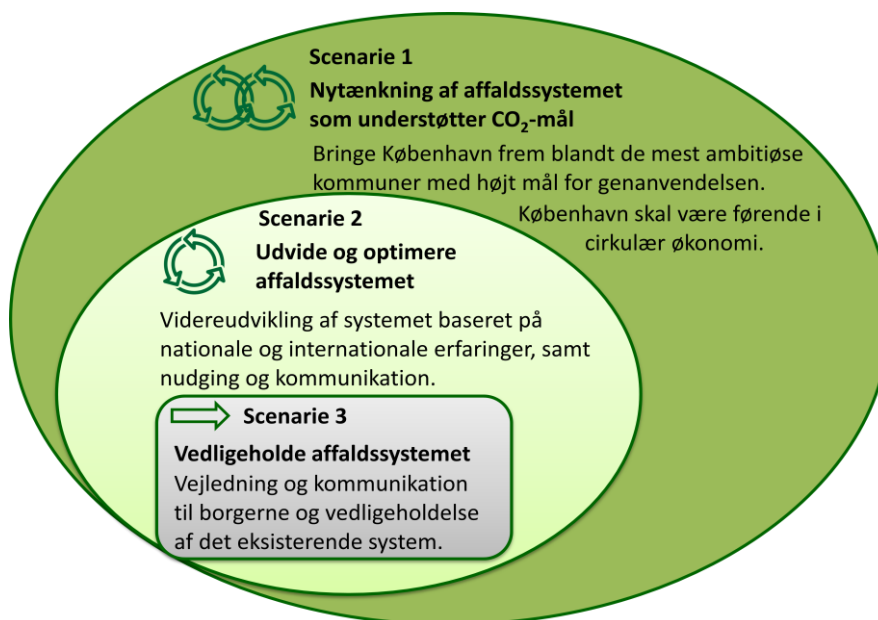 Scenarie 1
Nytænkning af affaldssystemet
som understøtter CO₂-mål
Bringe København frem blandt de mest ambitiøse
kommuner med højt mål for genanvendelsen.
København skal være førende i
cirkulær økonomi.
Scenarie 2
Udvide og optimere
affaldssystemet
Videreudvikling af systemet baseret på
nationale og internationale erfaringer, samt
nudging og kommunikation.
Scenarie 3
Vedligeholde affaldssystemet
Vejledning og kommunikation
til borgerne og vedligeholdelse
af det eksisterende system.